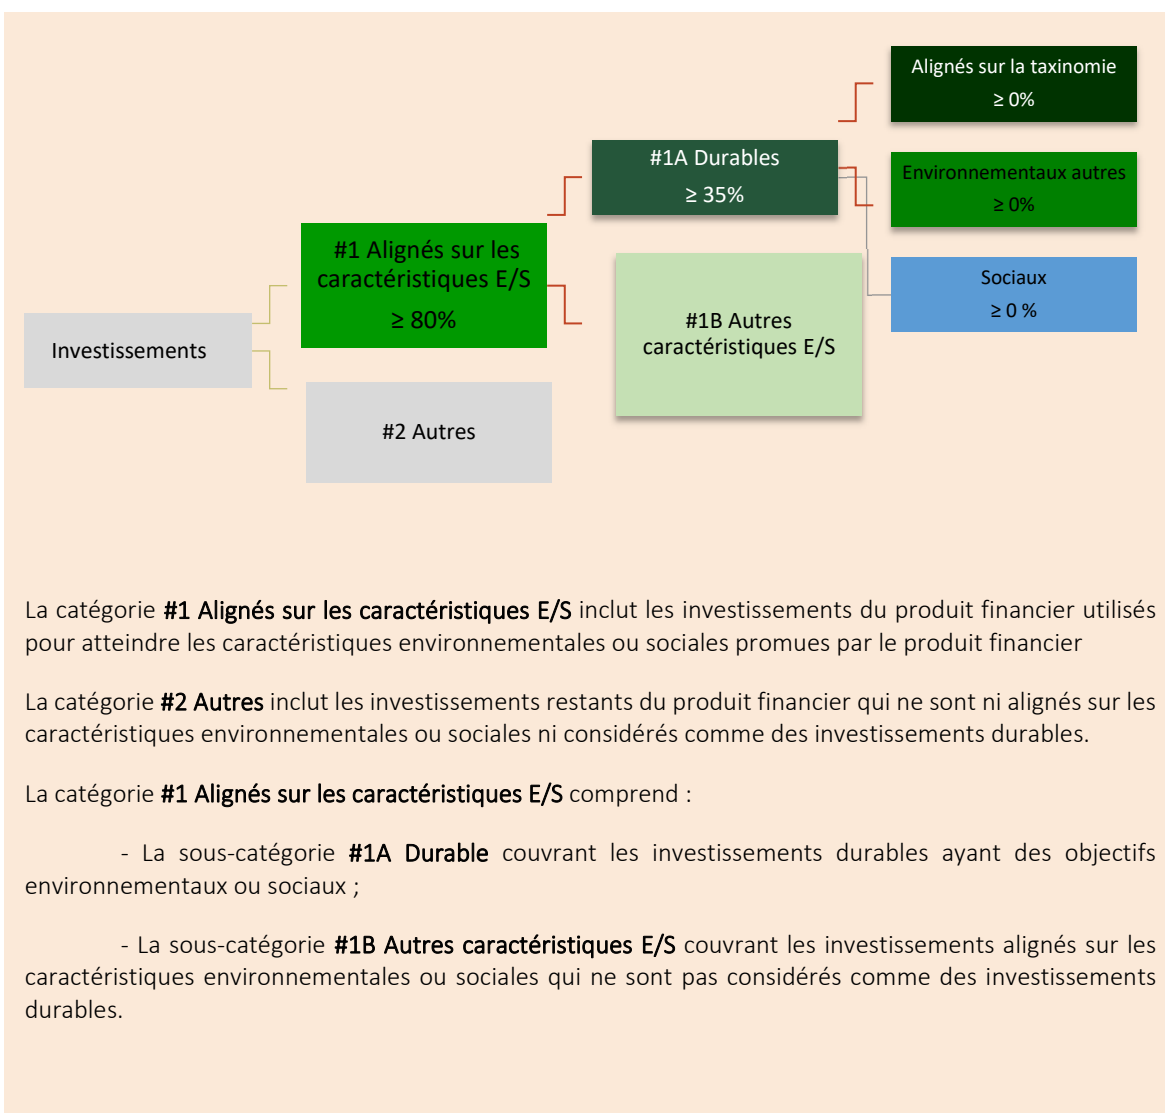 Alignés sur la taxinomie
≥ 0%
#1A Durables
≥ 35%
Environnementaux autres
≥ 0%
#1 Alignés sur les
caractéristiques E/S
≥ 80%
Sociaux
≥ 0 %
#1B Autres
caractéristiques E/S
Investissements
#2 Autres
La catégorie #1 Alignés sur les caractéristiques E/S inclut les investissements du produit financier utilisés
pour atteindre les caractéristiques environnementales ou sociales promues par le produit financier
La catégorie #2 Autres inclut les investissements restants du produit financier qui ne sont ni alignés sur les
caractéristiques environnementales ou sociales ni considérés comme des investissements durables.
La catégorie #1 Alignés sur les caractéristiques E/S comprend :
- La sous-catégorie #1A Durable couvrant les investissements durables ayant des objectifs
environnementaux ou sociaux ;
- La sous-catégorie #1B Autres caractéristiques E/S couvrant les investissements alignés sur les
caractéristiques environnementales ou sociales qui ne sont pas considérés comme des investissements
durables.